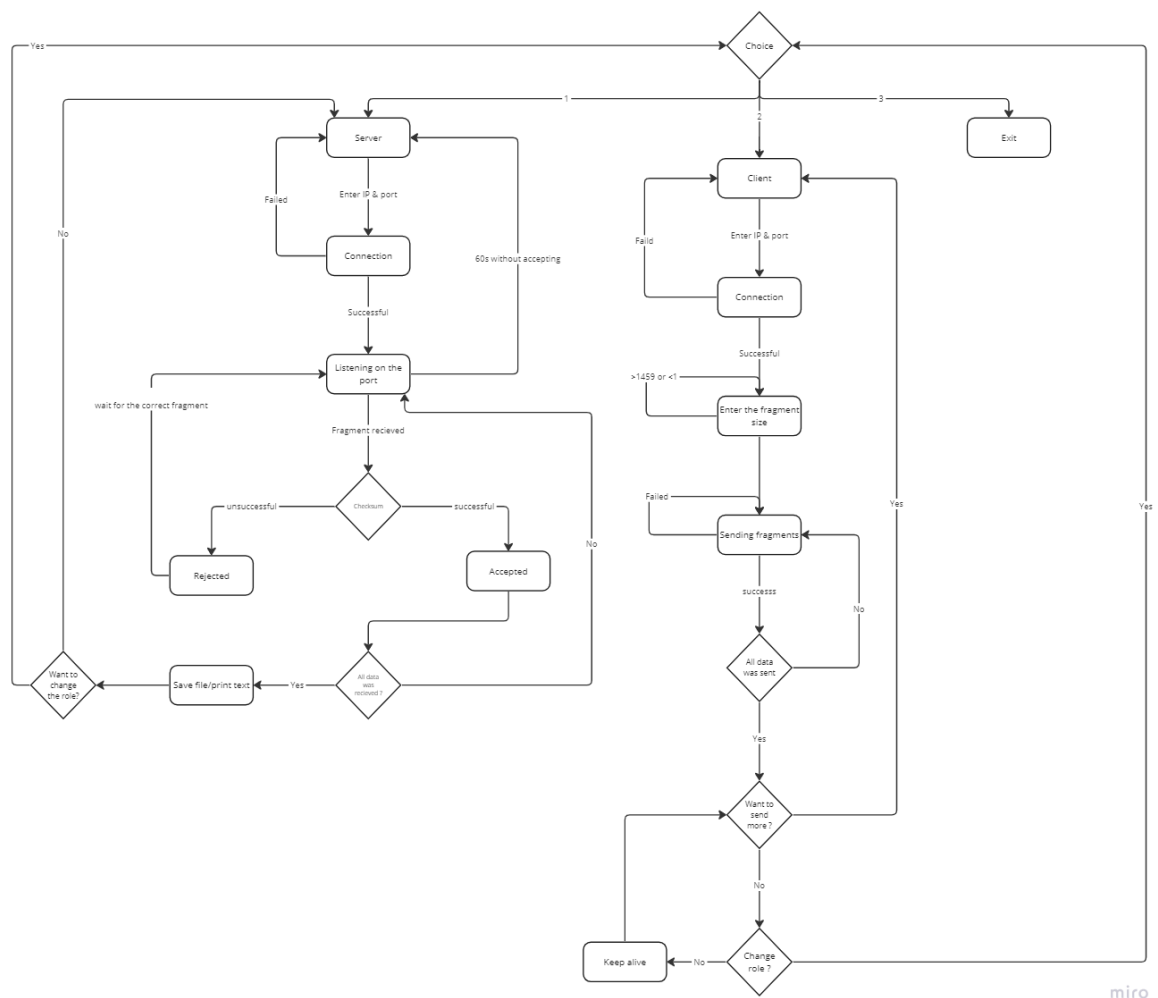 Yes
Choice
1
3
2
Server
Exit
Client
Failed
Enter IP & port
No
Faild
Enter IP & port
Connection
60s without accepting
Connection
Successful
Successful
Listening on the
port
>1459 or <1
wait for the correct fragment
Enter the fragment
size
Fragment recieved
Failed
Yes
Yes
unsuccessful
Checksum
successful
Sending fragments
No
Rejected
Accepted
successs
No
All data
was sent
Want to
change
the role?
Save file/print text
Yes
All data
was
recieved ?
Yes
Want to
send
more ?
No
Keep alive
No
Change
role ?
miro